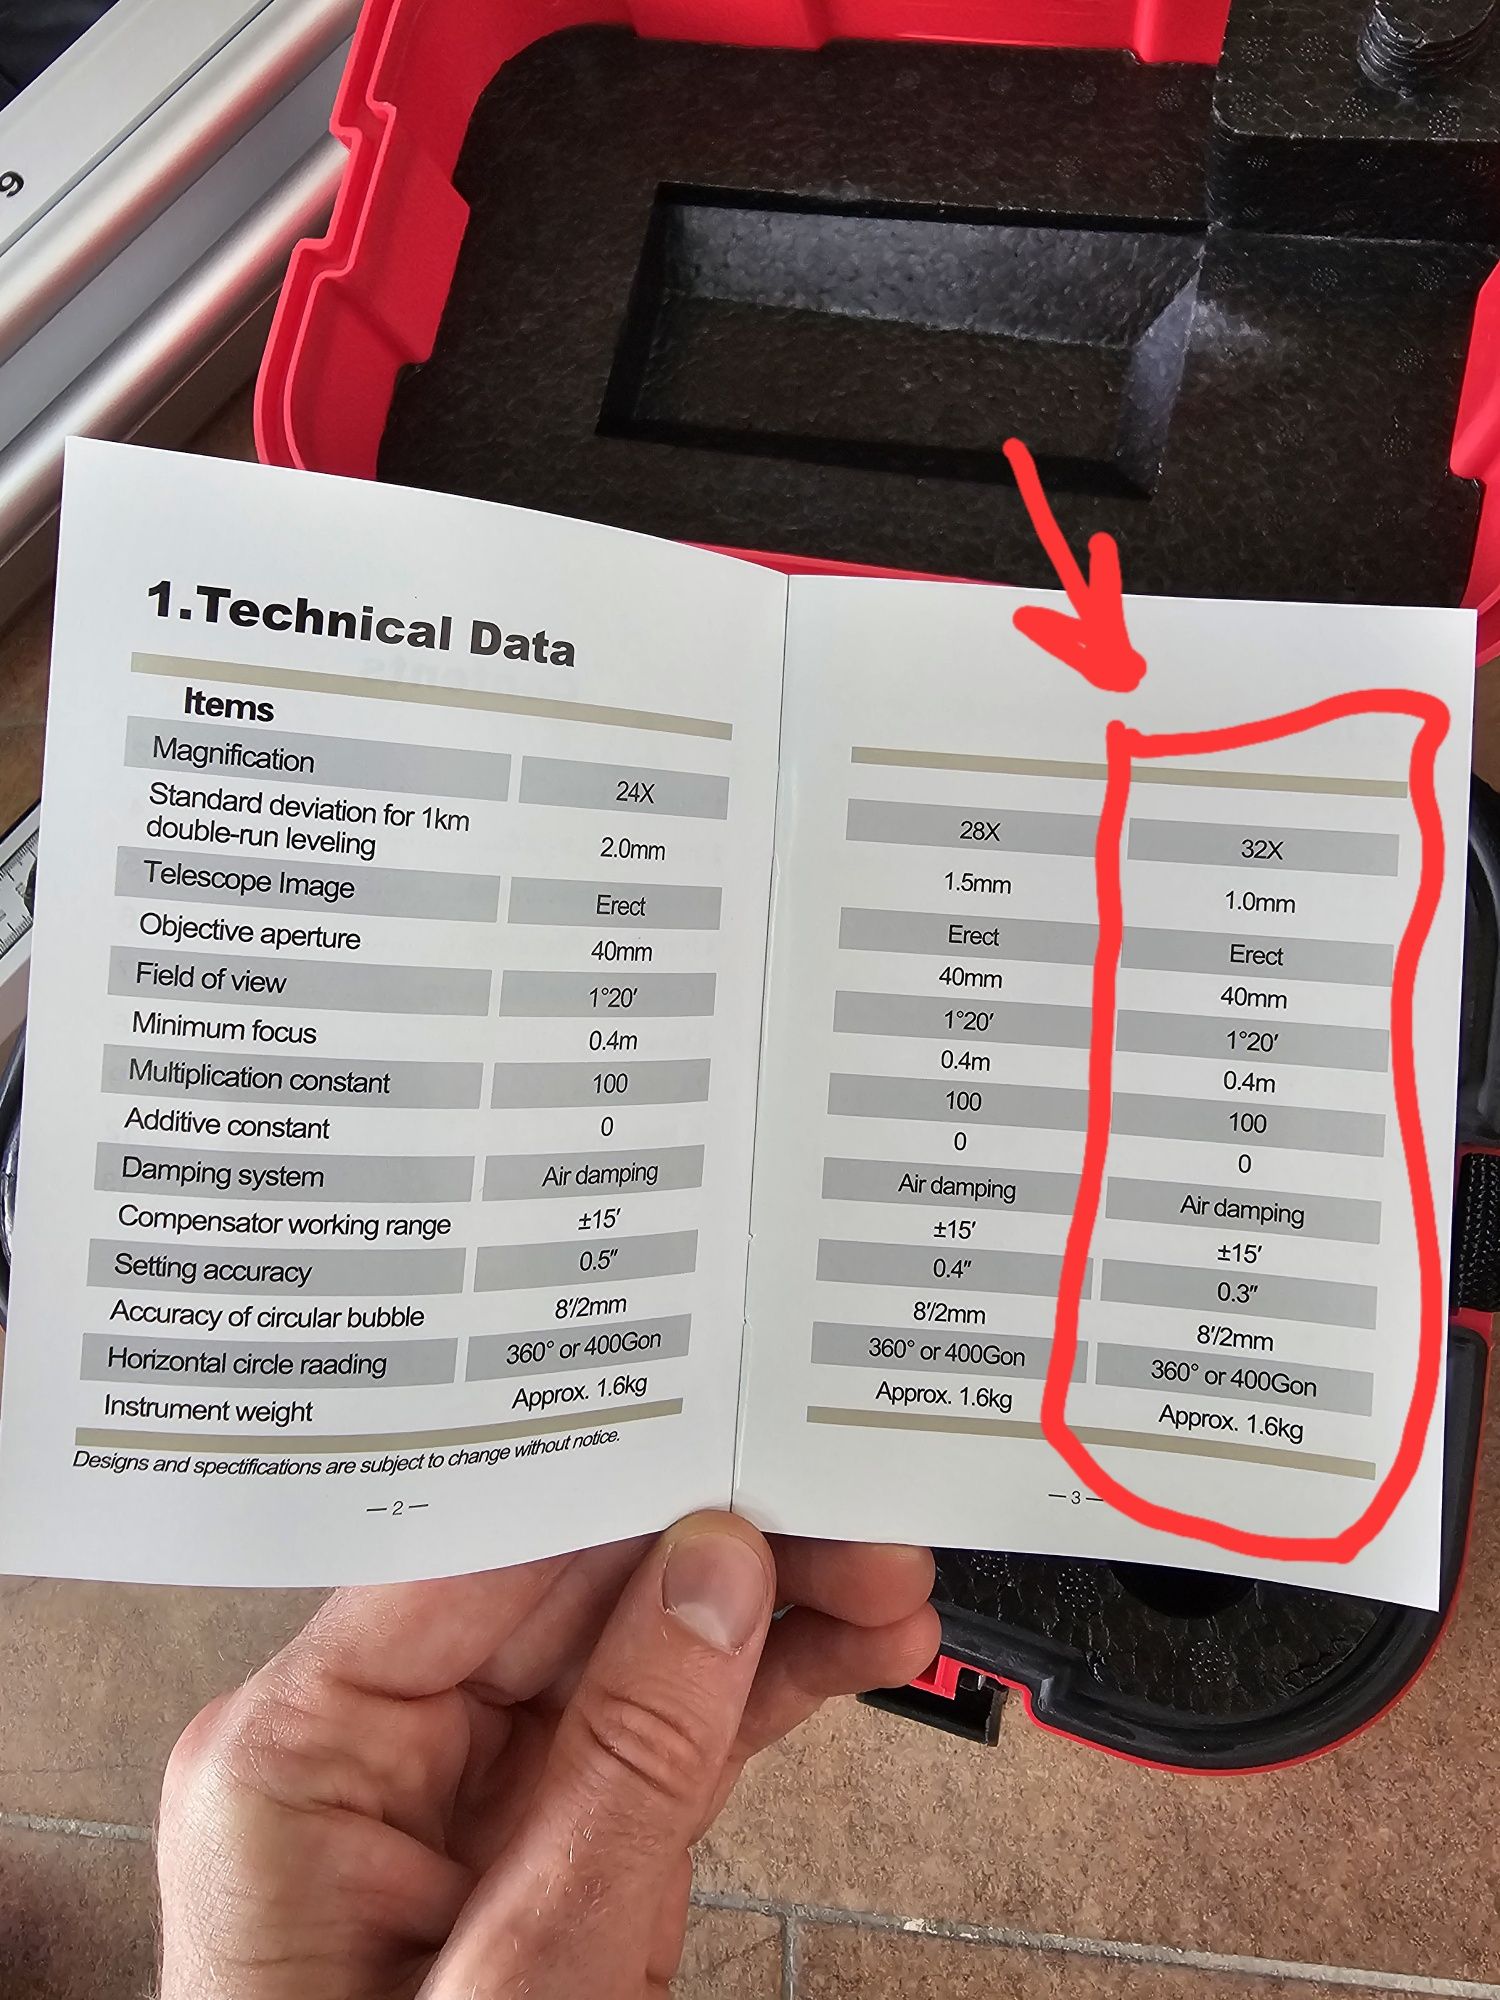 9
1.Technical Data
Items
Magnification 24X
Standard deviation for 1km
double-run leveling 2.0mm
Telescope Image Erect
Objective aperture 40mm
Field of view 1°20′
Minimum focus 0.4m
Multiplication constant 100
Additive constant 0
Damping system Air damping
Compensator working range ±15′
Setting accuracy 0.5″
Accuracy of circular bubble 8′/2mm
Horizontal circle raading 360° or 400Gon
Instrument weight Approx. 1.6kg
Designs and spectifications are subject to change without notice.
— 2 —
28X 32X
1.5mm 1.0mm
Erect Erect
40mm 40mm
1°20′ 1°20′
0.4m 0.4m
100 100
0 0
Air damping Air damping
±15′ ±15′
0.4″ 0.3″
8′/2mm 8′/2mm
360° or 400Gon 360° or 400Gon
Approx. 1.6kg Approx. 1.6kg
— 3 —